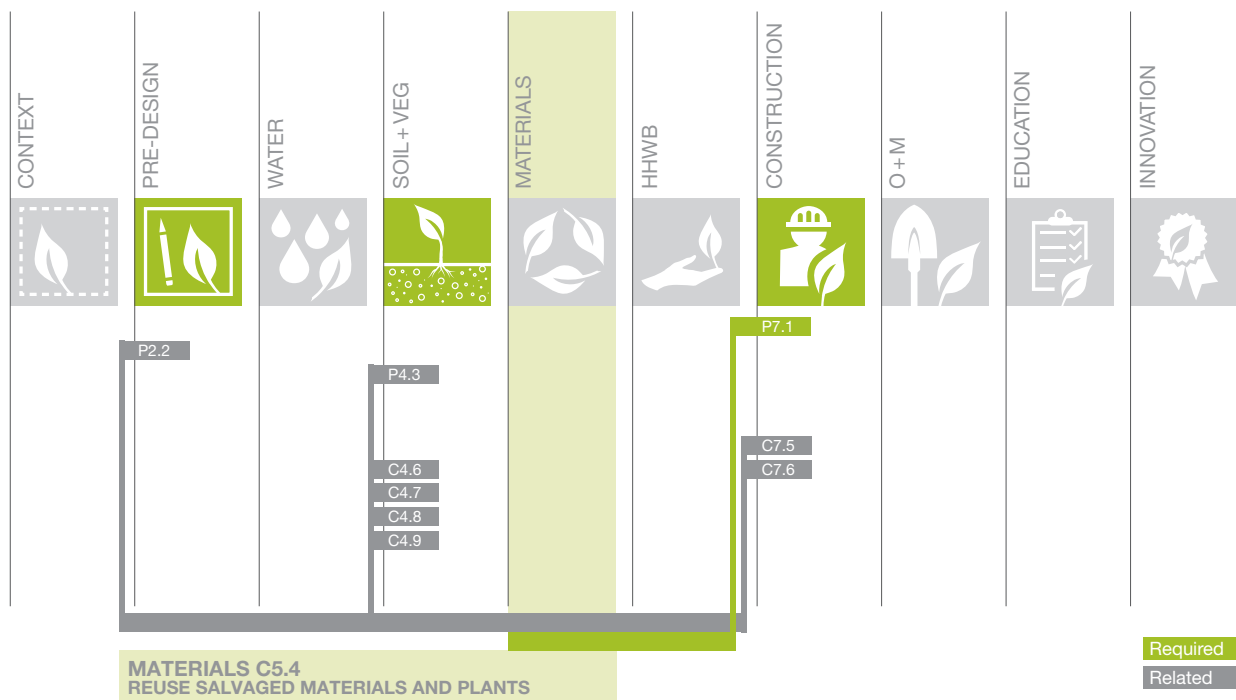 CONTEXT
PRE-DESIGN
WATER
SOIL + VEG
MATERIALS
HHWB
CONSTRUCTION
O + M
EDUCATION
INNOVATION
P7.1
P2.2
P4.3
C7.5
C4.6
C7.6
C4.7
C4.8
C4.9
Required
Related
MATERIALS C5.4
REUSE SALVAGED MATERIALS AND PLANTS